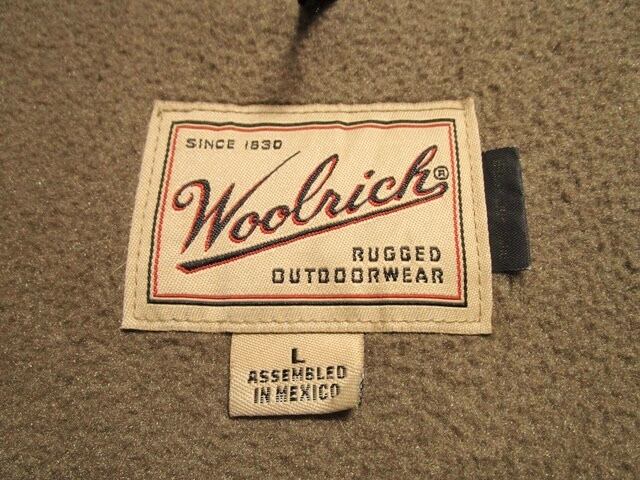 SINCE 1830
Woolrich®
RUGGED
OUTDOORWEAR
L
ASSEMBLED
IN MEXICO